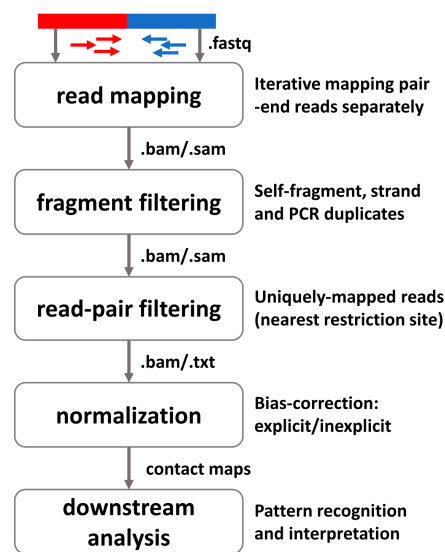 .fastq
read mapping
Iterative mapping pair
-end reads separately
.bam/.sam
fragment filtering
Self-fragment, strand
and PCR duplicates
.bam/.sam
read-pair filtering
Uniquely-mapped reads
(nearest restriction site)
.bam/.txt
normalization
Bias-correction:
explicit/inexplicit
contact maps
downstream
analysis
Pattern recognition
and interpretation